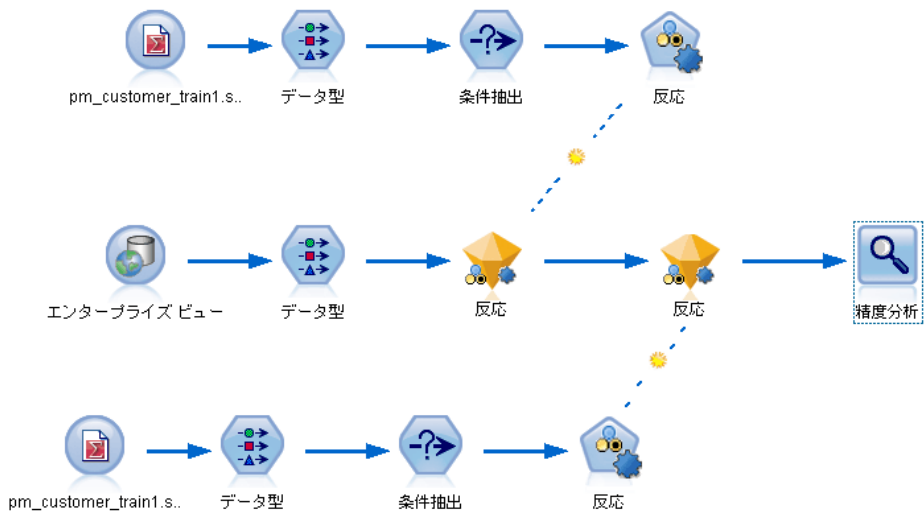 pm_customer_train1.s..
データ型
条件抽出
反応
エンタープライズ ビュー
データ型
反応
反応
精度分析
pm_customer_train1.s..
データ型
条件抽出
反応